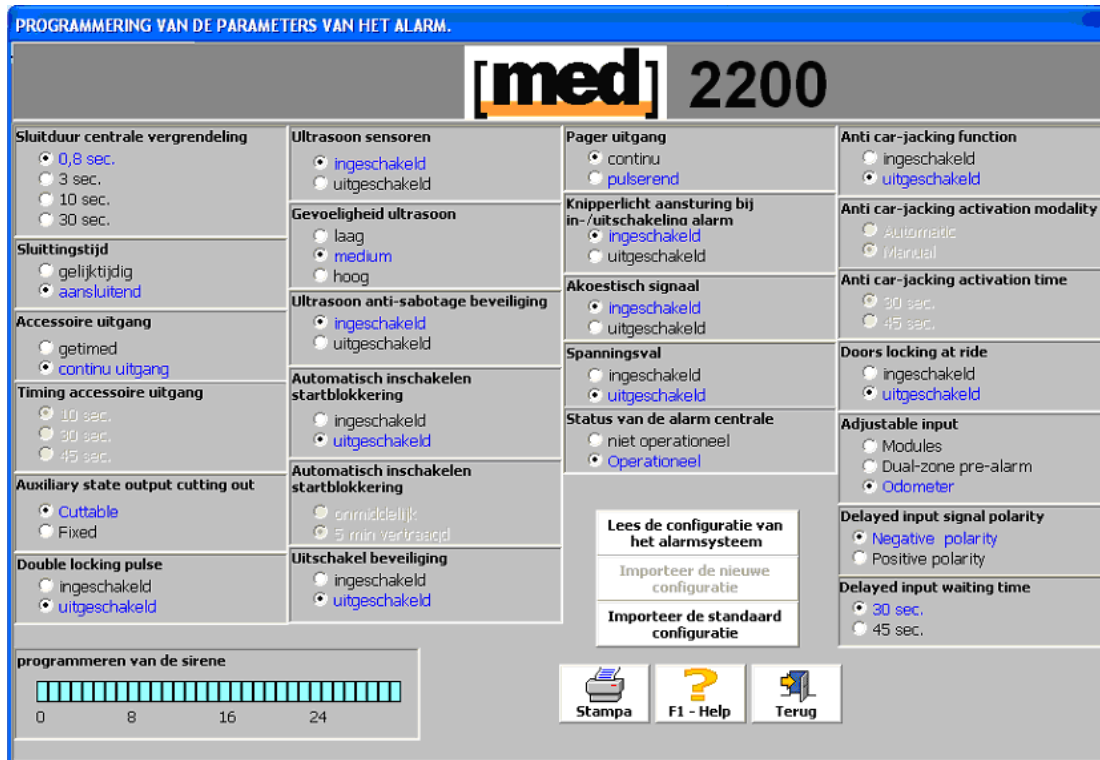 PROGRAMMERING VAN DE PARAMETERS VAN HET ALARM.
[med] 2200
Sluitduur centrale vergrendeling
0,8 sec.
3 sec.
10 sec.
30 sec.
Sluittingstijd
gelijktijdig
aansluitend
Accessoire uitgang
getimed
continu uitgang
Timing accessoire uitgang
10 sec.
30 sec.
45 sec.
Auxiliary state output cutting out
Cuttable
Fixed
Double locking pulse
ingeschakeld
uitgeschakeld
Ultrasoon sensoren
ingeschakeld
uitgeschakeld
Gevoeligheid ultrasoon
laag
medium
hoog
Ultrasoon anti-sabotage beveiliging
ingeschakeld
uitgeschakeld
Automatisch inschakelen
startblokkering
ingeschakeld
uitgeschakeld
Automatisch inschakelen
startblokkering
onmiddelijk
5 min vertraagd
Uitschakel beveiliging
ingeschakeld
uitgeschakeld
Pager uitgang
continu
pulserend
Knipperlicht aansturing bij
in-/uitschakeling alarm
ingeschakeld
uitgeschakeld
Akoestisch signaal
ingeschakeld
uitgeschakeld
Spanningsval
ingeschakeld
uitgeschakeld
Status van de alarm centrale
niet operationeel
Operationeel
Lees de configuratie van
het alarmsysteem
Importeer de nieuwe
configuratie
Importeer de standaard
configuratie
Anti car-jacking function
ingeschakeld
uitgeschakeld
Anti car-jacking activation modality
Automatic
Manual
Anti car-jacking activation time
30 sec.
45 sec.
Doors locking at ride
ingeschakeld
uitgeschakeld
Adjustable input
Modules
Dual-zone pre-alarm
Odometer
Delayed input signal polarity
Negative polarity
Positive polarity
Delayed input waiting time
30 sec.
45 sec.
programmeren van de sirene
0 8 16 24
Stampa
F1 - Help
Terug